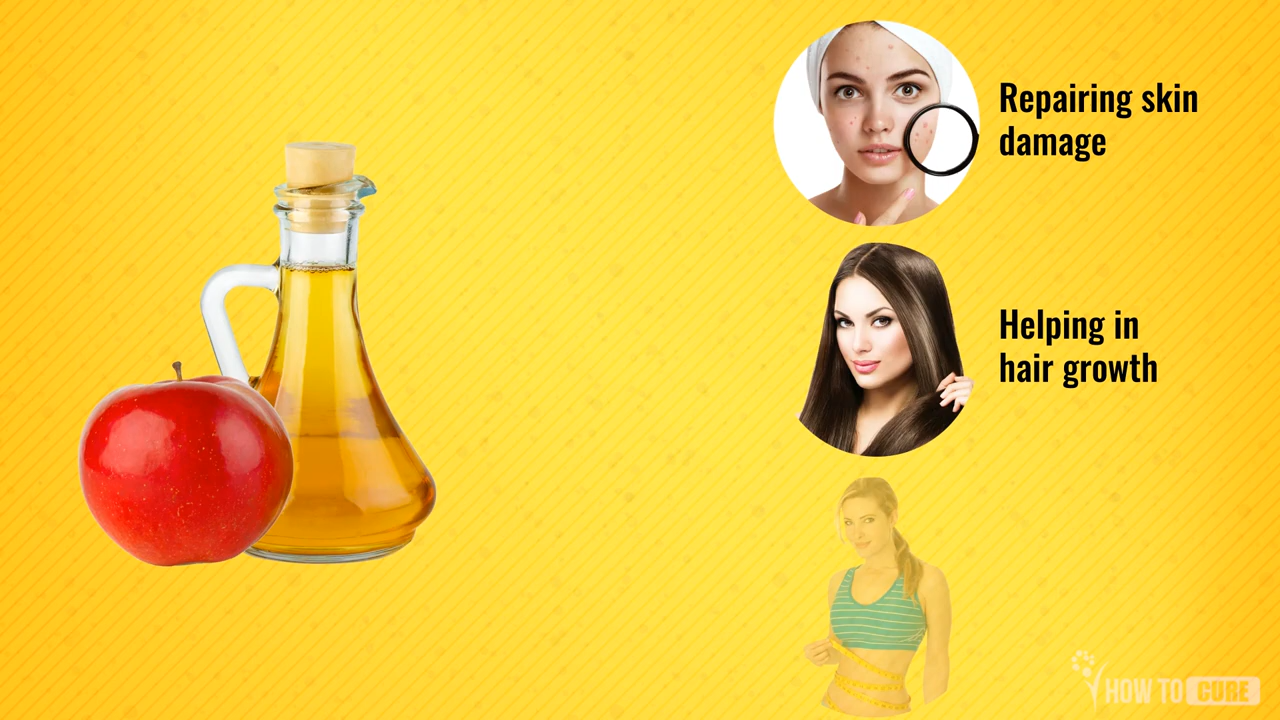 Repairing skin
damage
Helping in
hair growth
HOW TO CURE